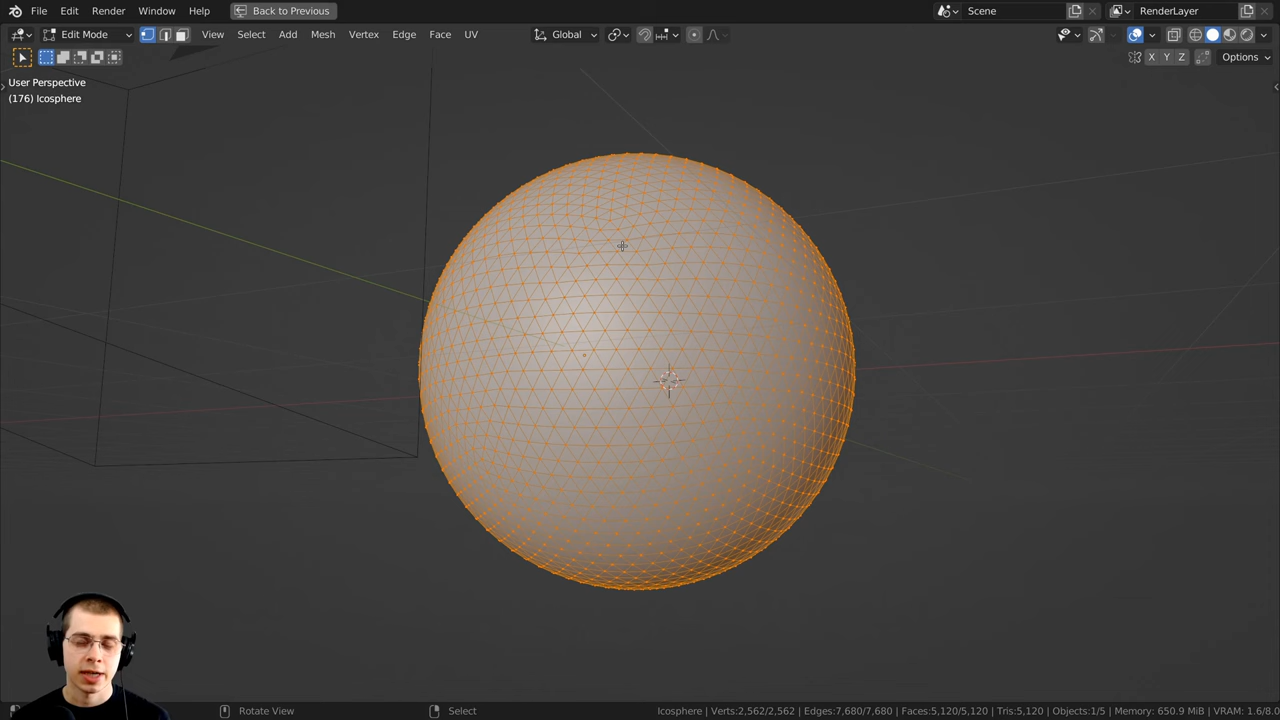 File Edit Render Window Help Back to Previous Scene RenderLayer
Edit Mode View Select Add Mesh Vertex Edge Face UV Global
X Y Z Options
User Perspective
(176) Icosphere
Rotate View Select Icosphere | Verts:2,562/2,562 | Edges:7,680/7,680 | Faces:5,120/5,120 | Tris:5,120 | Objects:1/5 | Memory: 650.9 MiB | VRAM: 1.6/8.0